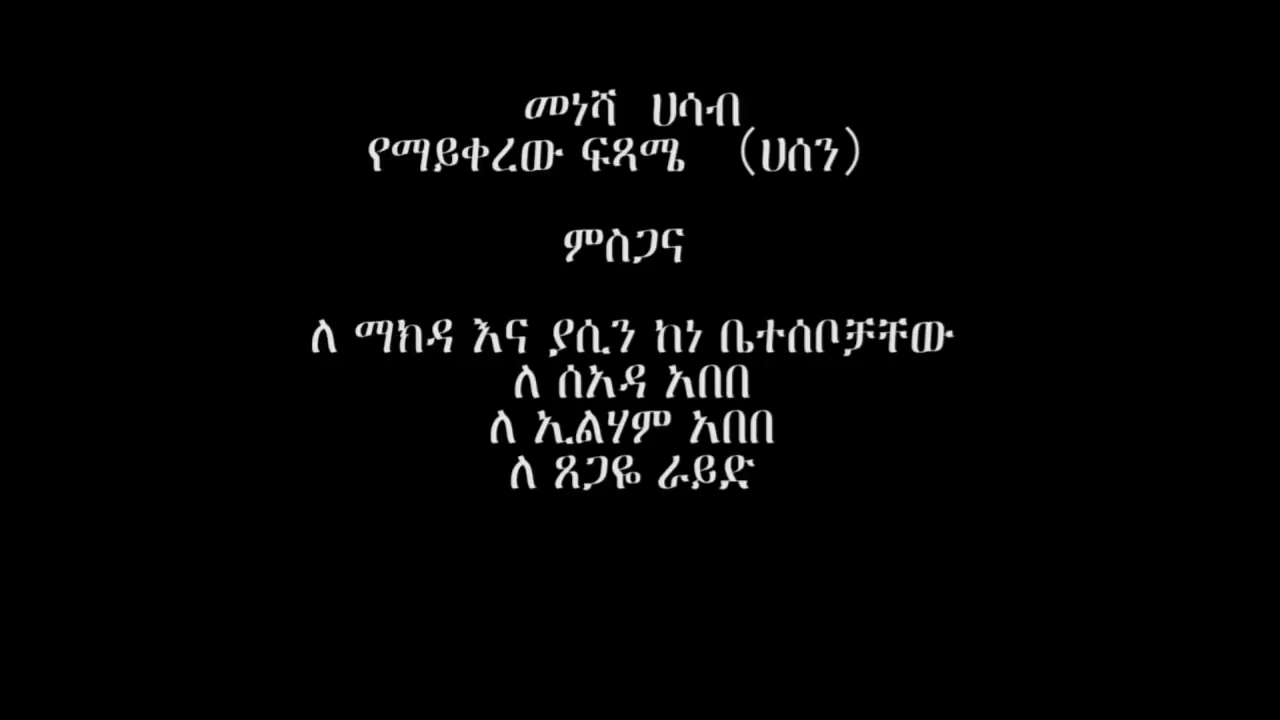 መነሻ ሀሳብ
የማይቀረው ፍጻሜ (ሀሰን)
ምስጋና
ለ ማክዳ እና ያሲን ከነ ቤተሰቦቻቸው
ለ ሰአዳ አበበ
ለ ኢልሃም አበበ
ለ ጸጋዬ ራይድ